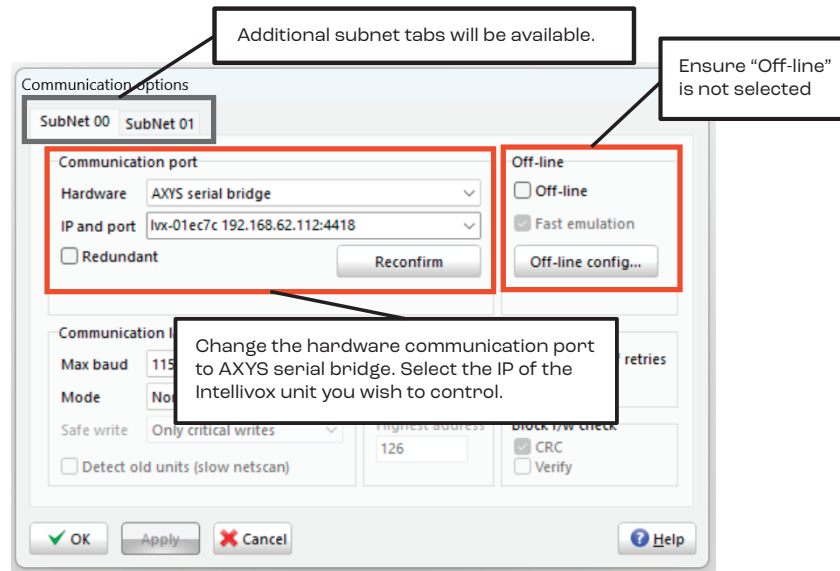 Additional subnet tabs will be available.
Ensure “Off-line”
is not selected
Communication options
SubNet 00 SubNet 01
Communication port
Hardware AXYS serial bridge
IP and port lvx-01ec7c 192.168.62.112:4418
Redundant
Reconfirm
Off-line
Off-line
Fast emulation
Off-line config...
Change the hardware communication port
to AXYS serial bridge. Select the IP of the
Intellivox unit you wish to control.
Communication
Max baud 115
Mode
retries
Safe write Only critical writes
Detect old units (slow netscan)
Highest address
126
CRC
Verify
OK Apply Cancel Help